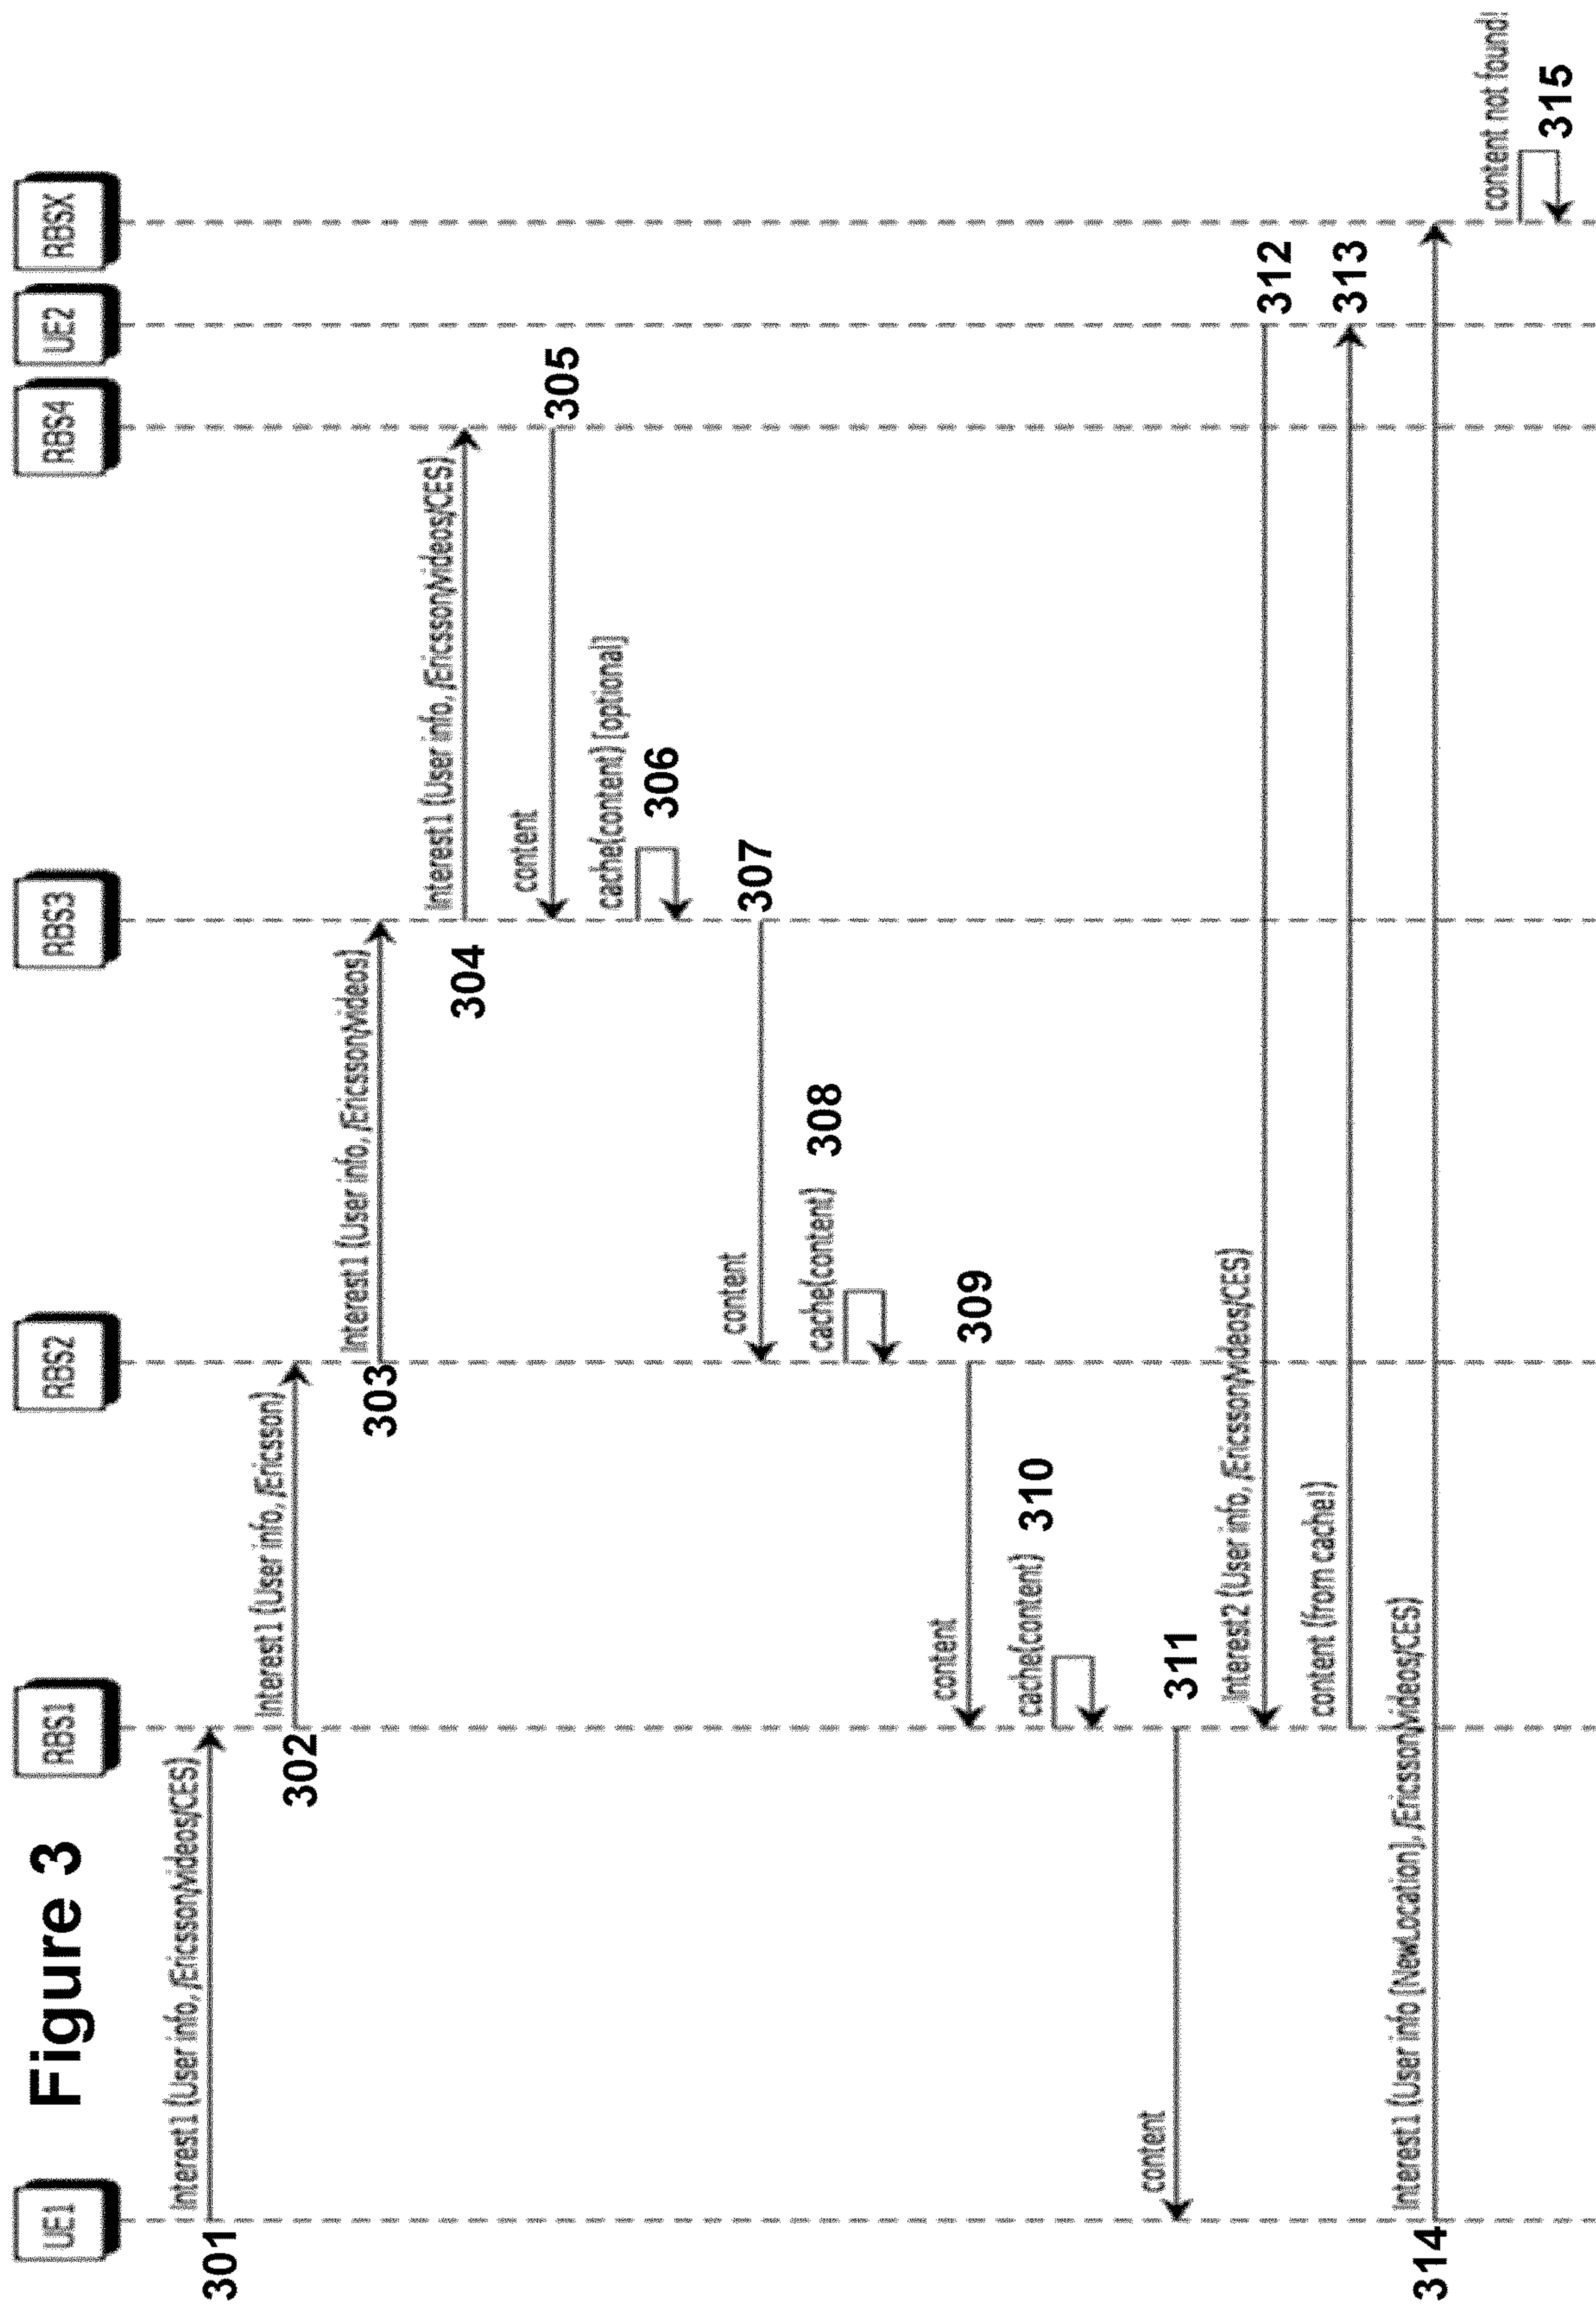 Figure 3
UE1
RBS1
RBS2
RBS3
RBS4
UE2
RBSX
Interest1 (User info, /Ericsson/videos/CES)
301
Interest1 (User info, /Ericsson)
302
Interest1 (User info, /Ericsson/videos)
303
Interest1 (User info, /Ericsson/videos/CES)
304
content
305
cache(content) [optional]
306
content
307
cache(content)
308
content
309
cache(content)
310
content
311
Interest2 (User info, /Ericsson/videos/CES)
312
content (from cache!)
313
Interest1 (User info [NewLocation], /Ericsson/videos/CES)
314
content not found!
315